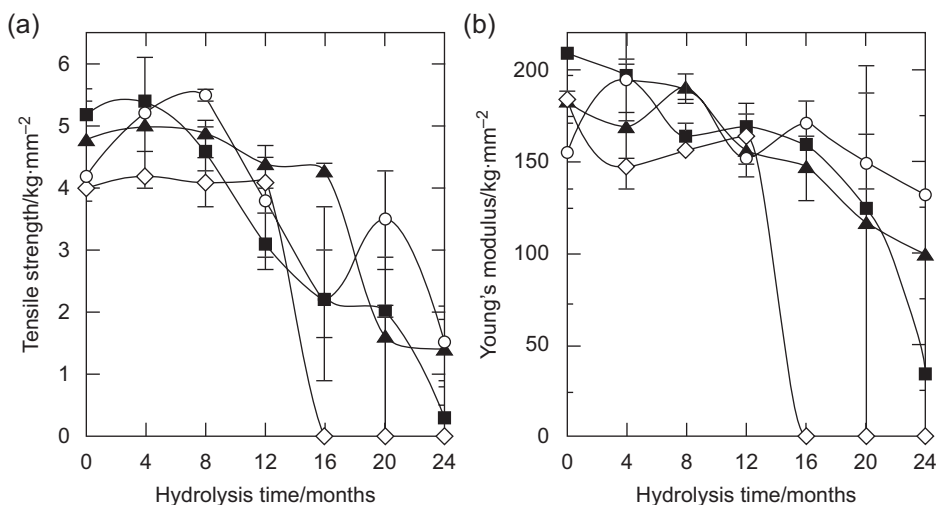 (a)
6
5
4
3
2
1
0
0 4 8 12 16 20 24
Tensile strength/kg·mm⁻²
Hydrolysis time/months
(b)
200
150
100
50
0
0 4 8 12 16 20 24
Young's modulus/kg·mm⁻²
Hydrolysis time/months